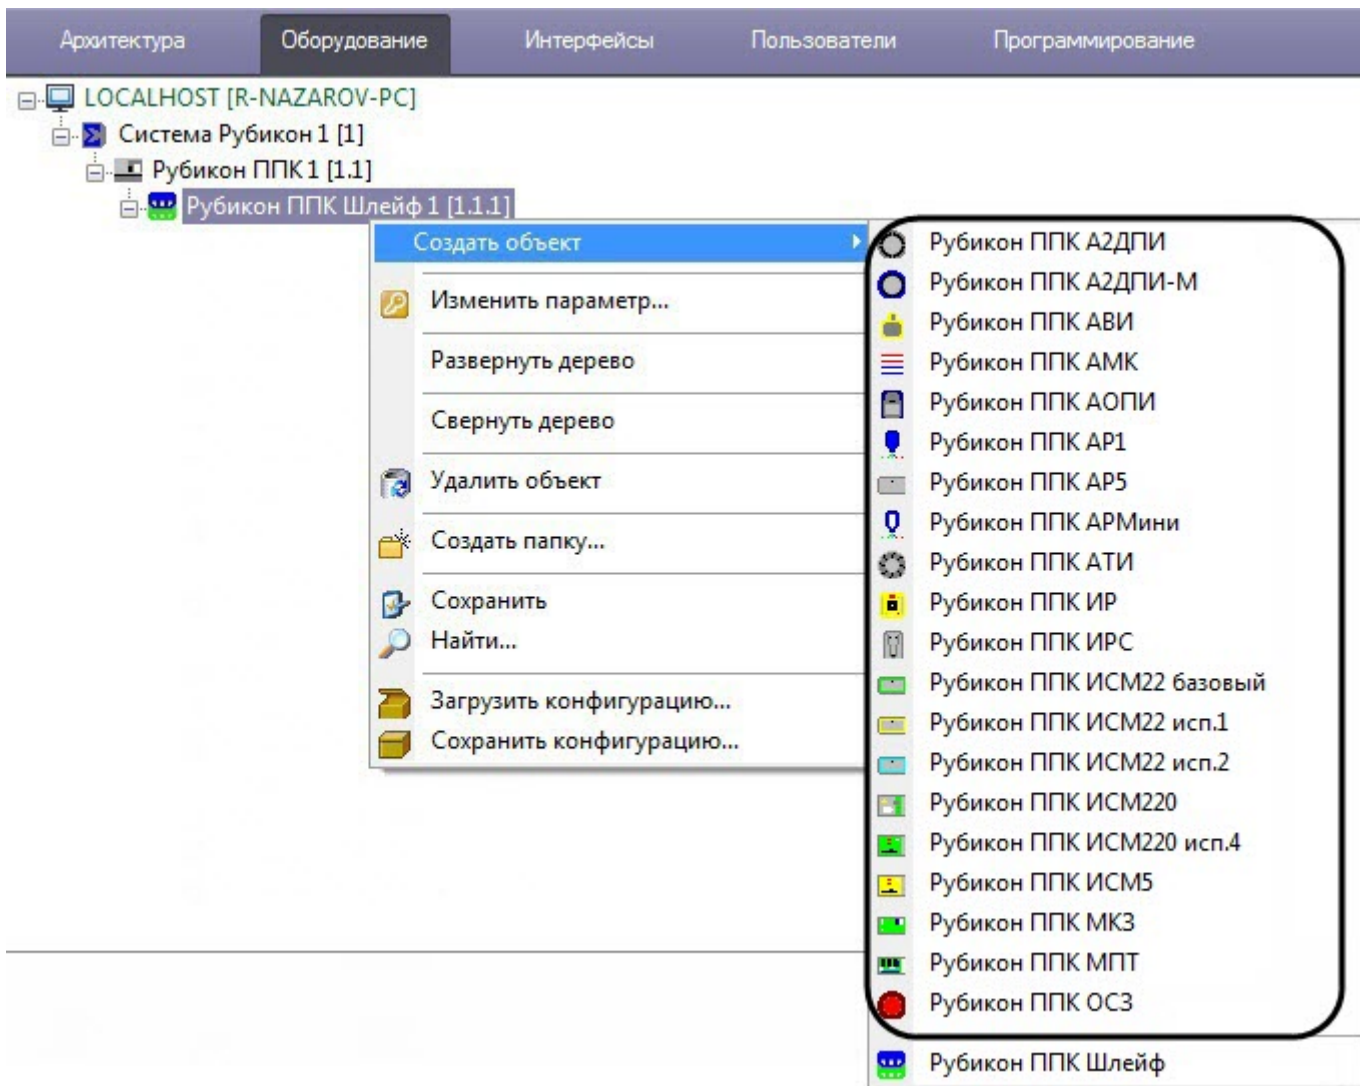 Архитектура Оборудование Интерфейсы Пользователи Программирование
LOCALHOST [R-NAZAROV-PC]
Система Рубикон 1 [1]
Рубикон ППК 1 [1.1]
Рубикон ППК Шлейф 1 [1.1.1]
Создать объект
Изменить параметр...
Развернуть дерево
Свернуть дерево
Удалить объект
Создать папку...
Сохранить
Найти...
Загрузить конфигурацию...
Сохранить конфигурацию...
Рубикон ППК А2ДПИ
Рубикон ППК А2ДПИ-М
Рубикон ППК АВИ
Рубикон ППК АМК
Рубикон ППК АОПИ
Рубикон ППК АР1
Рубикон ППК АР5
Рубикон ППК АРМини
Рубикон ППК АТИ
Рубикон ППК ИР
Рубикон ППК ИРС
Рубикон ППК ИСМ22 базовый
Рубикон ППК ИСМ22 исп.1
Рубикон ППК ИСМ22 исп.2
Рубикон ППК ИСМ220
Рубикон ППК ИСМ220 исп.4
Рубикон ППК ИСМ5
Рубикон ППК МКЗ
Рубикон ППК МПТ
Рубикон ППК ОСЗ
Рубикон ППК Шлейф